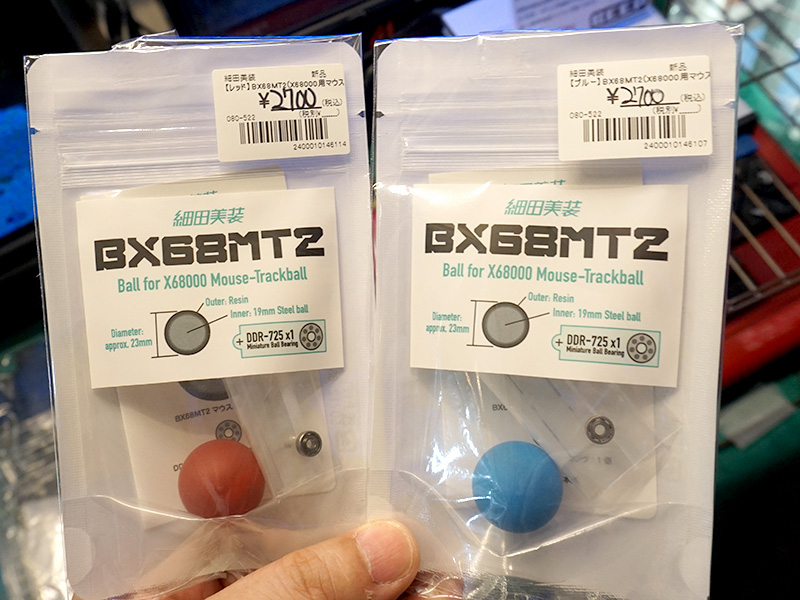 細田美装 新品
【レッド】BX68MT2(X68000用マウス
¥2700 (税込)
(税別¥ )
080-522
2400010146114
細田美装
BX68MT2
Ball for X68000 Mouse-Trackball
Outer: Resin
Inner: 19mm Steel ball
Diameter:
approx. 23mm
+ DDR-725 x1
Miniature Ball Bearing
BX68MT2 マウス
DDR
細田美装 新品
【ブルー】BX68MT2(X68000用マウス
¥2700 (税込)
(税別¥ )
080-522
2400010146107
細田美装
BX68MT2
Ball for X68000 Mouse-Trackball
Outer: Resin
Inner: 19mm Steel ball
Diameter:
approx. 23mm
+ DDR-725 x1
Miniature Ball Bearing